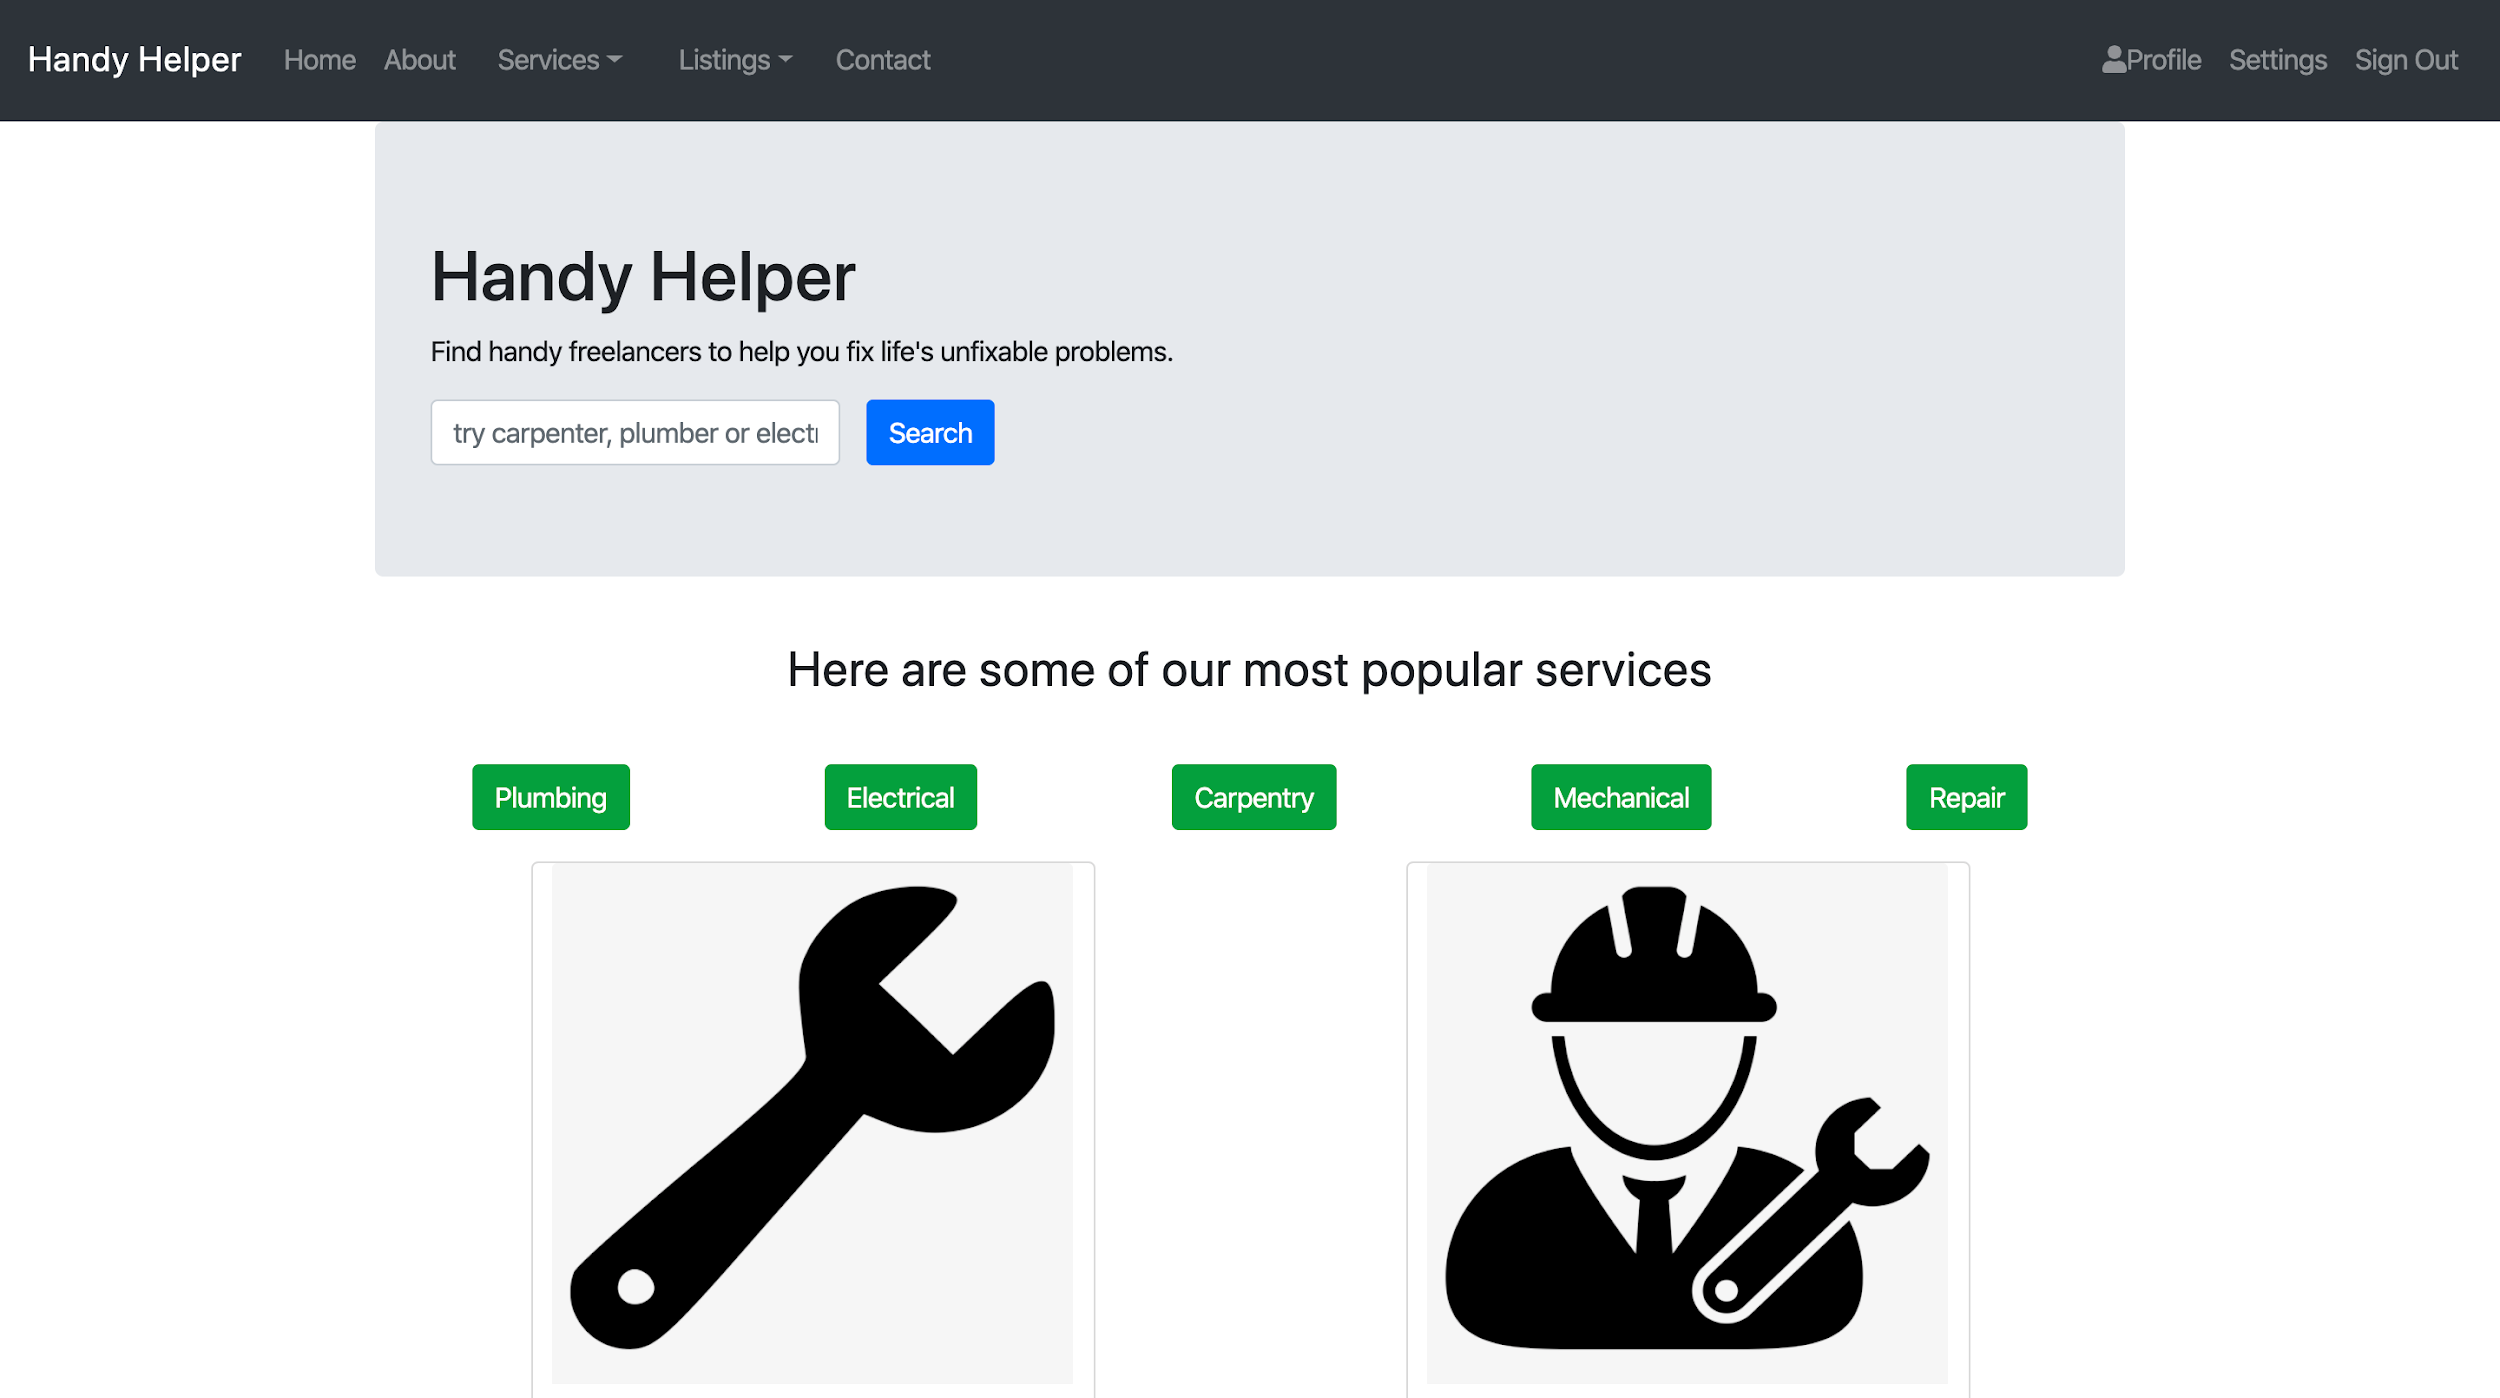 Handy Helper Home About Services Listings Contact Profile Settings Sign Out
Handy Helper
Find handy freelancers to help you fix life's unfixable problems.
try carpenter, plumber or electr Search
Here are some of our most popular services
Plumbing Electrical Carpentry Mechanical Repair